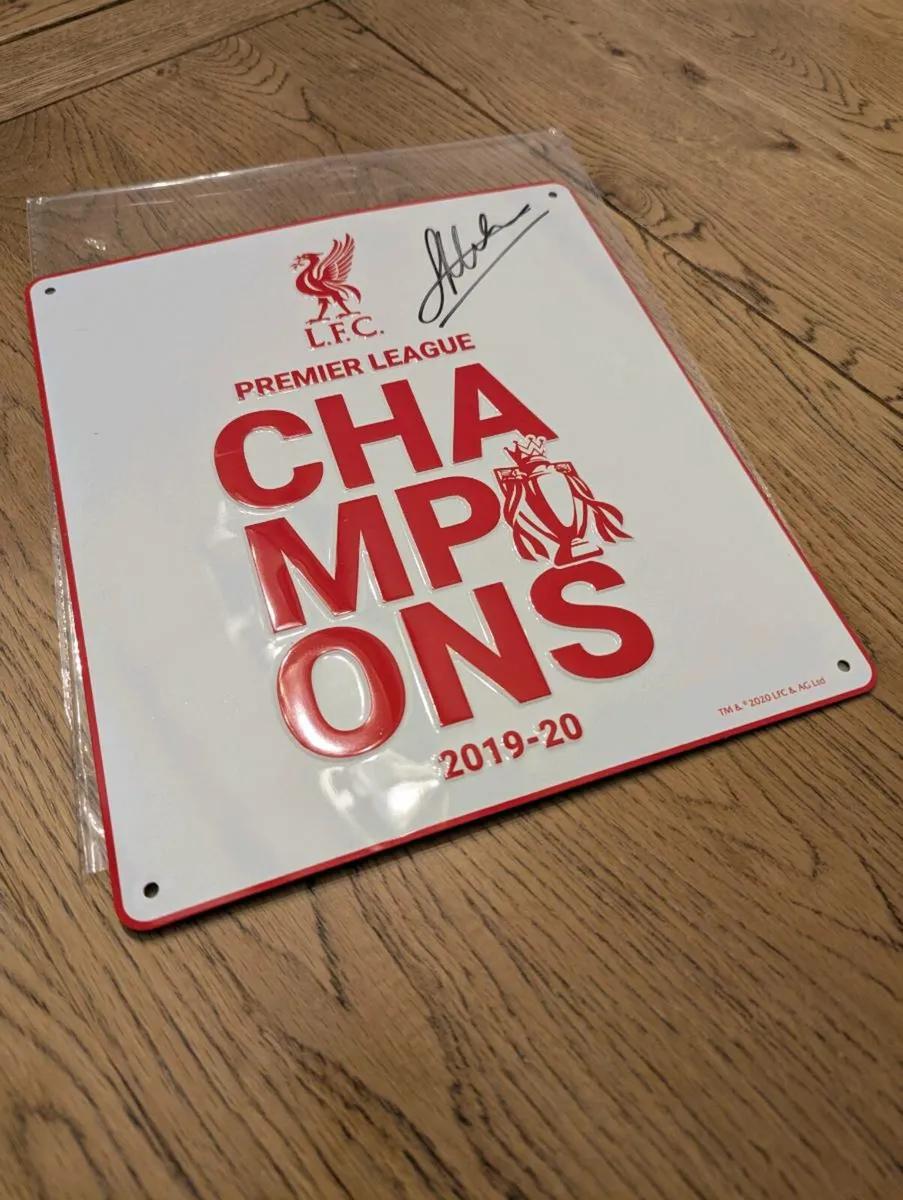 L.F.C.
PREMIER LEAGUE
CHA
MP
ONS
2019-20
TM & © 2020 LFC & AG Ltd